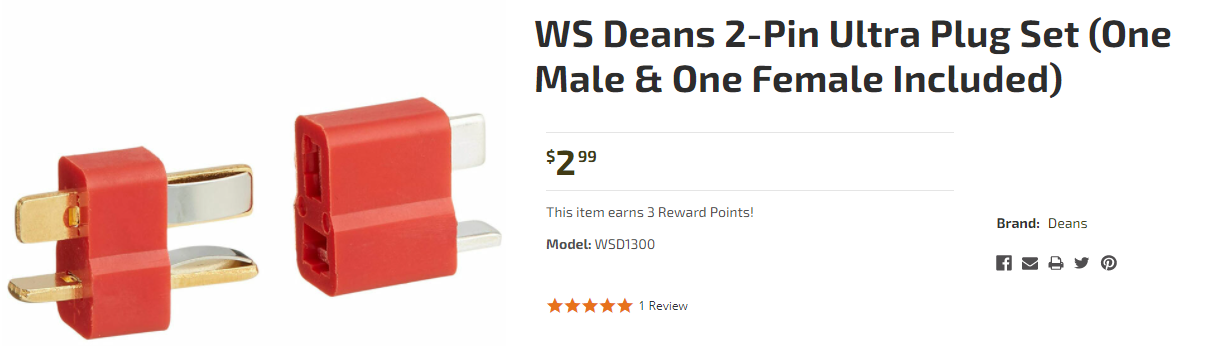 WS Deans 2-Pin Ultra Plug Set (One
Male & One Female Included)
$2.99
This item earns 3 Reward Points!
Model: WSD1300
Brand: Deans
1 Review